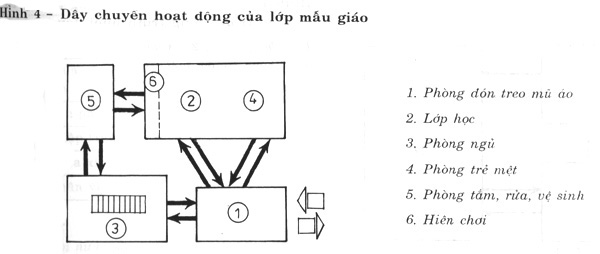 Hình 4 - Dây chuyên hoạt động của lớp mẫu giáo
6
5
2
4
3
1
1. Phòng đón treo mũ áo
2. Lớp học
3. Phòng ngủ
4. Phòng trẻ mệt
5. Phòng tắm, rửa, vệ sinh
6. Hiên chơi